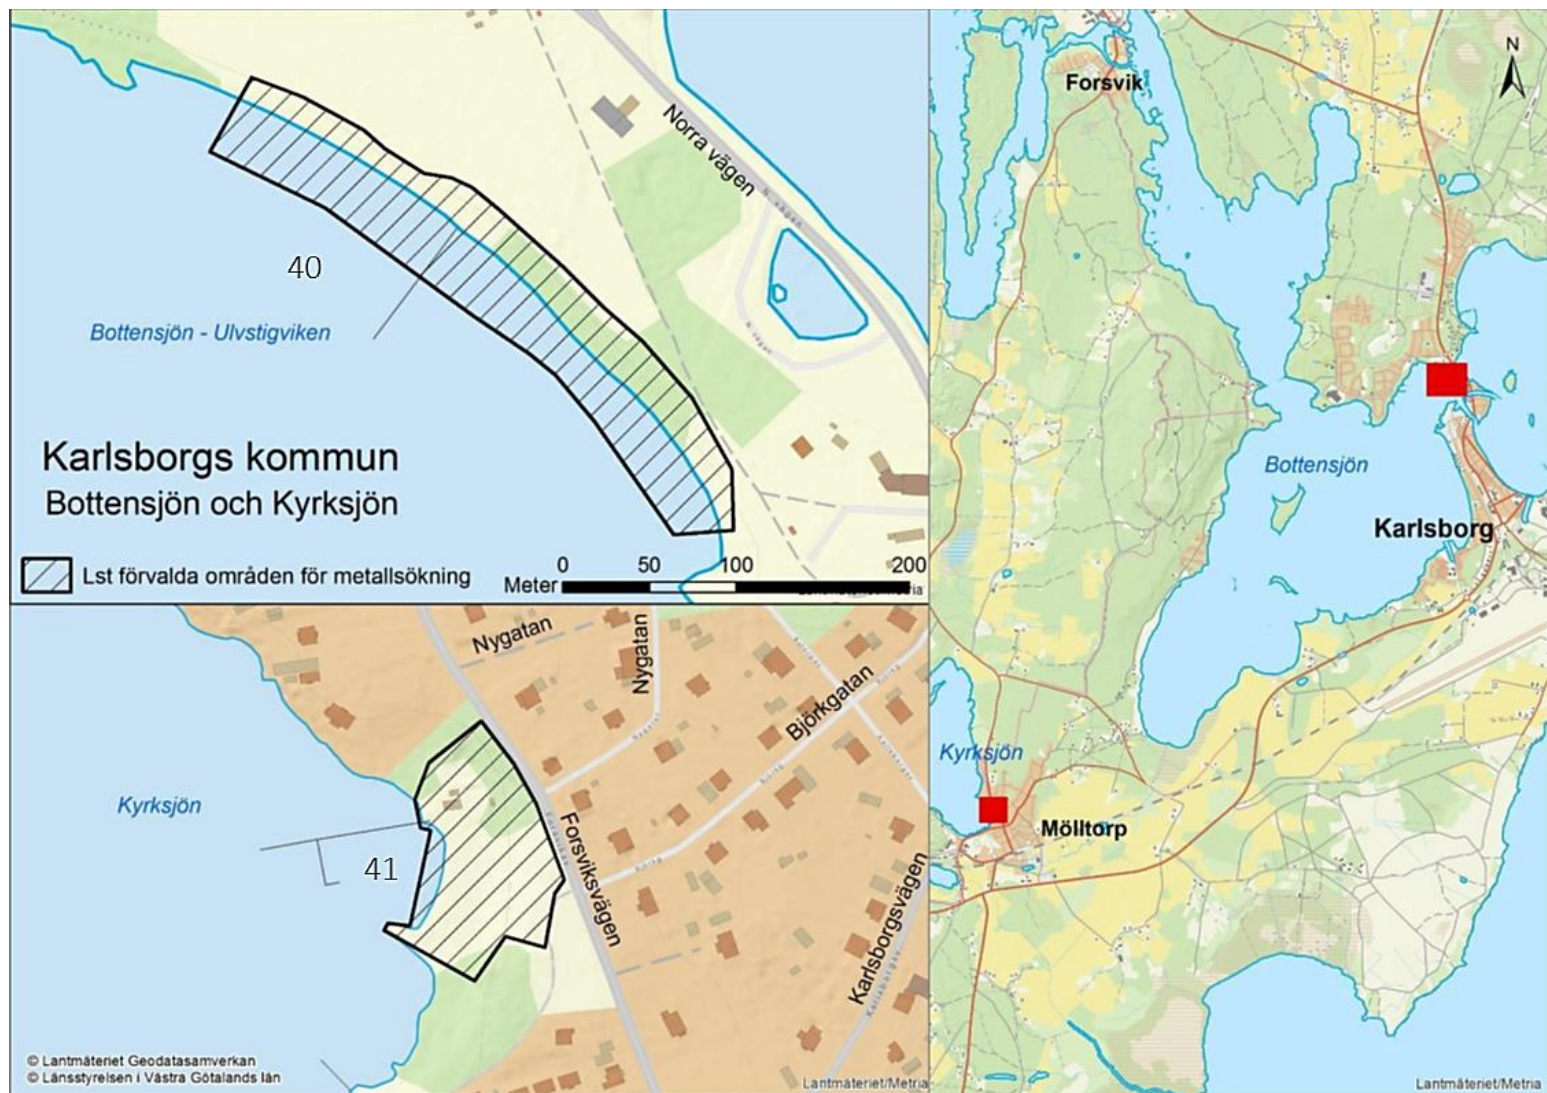 Norra vägen
N. vägen
N. vägen
40
Bottensjön - Ulvstigviken
Karlsborgs kommun
Bottensjön och Kyrksjön
Lst förvalda områden för metallsökning
Meter
0 50 100 200
Nygatan
Nygatan
Björkgatan
Kyrksjön
41
Forsviksvägen
Karlsborgsvägen
© Lantmäteriet Geodatasamverkan
© Länsstyrelsen i Västra Götalands län
Lantmäteriet/Metria
N
Forsvik
Bottensjön
Karlsborg
Kyrksjön
Mölltorp
Lantmäteriet/Metria